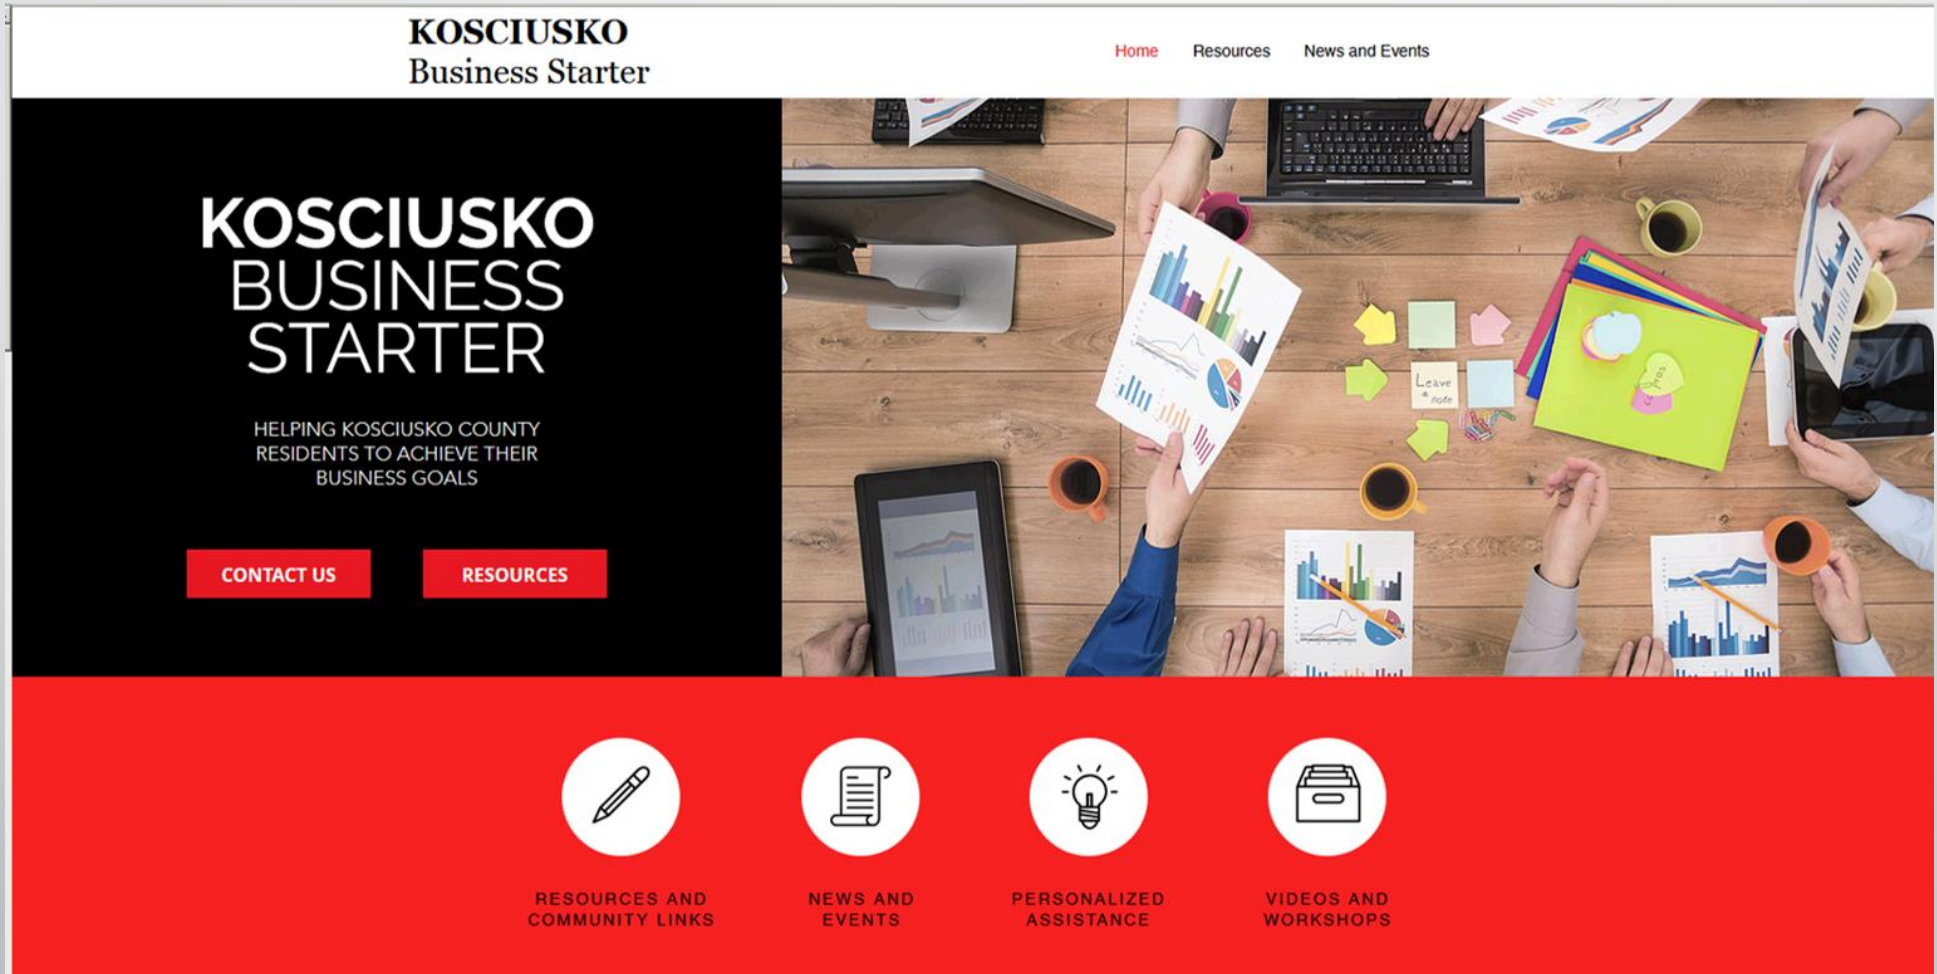 KOSCIUSKO
Business Starter
Home
Resources
News and Events
KOSCIUSKO
BUSINESS
STARTER
HELPING KOSCIUSKO COUNTY
RESIDENTS TO ACHIEVE THEIR
BUSINESS GOALS
CONTACT US
RESOURCES
Leave
a
note
RESOURCES AND
COMMUNITY LINKS
NEWS AND
EVENTS
PERSONALIZED
ASSISTANCE
VIDEOS AND
WORKSHOPS